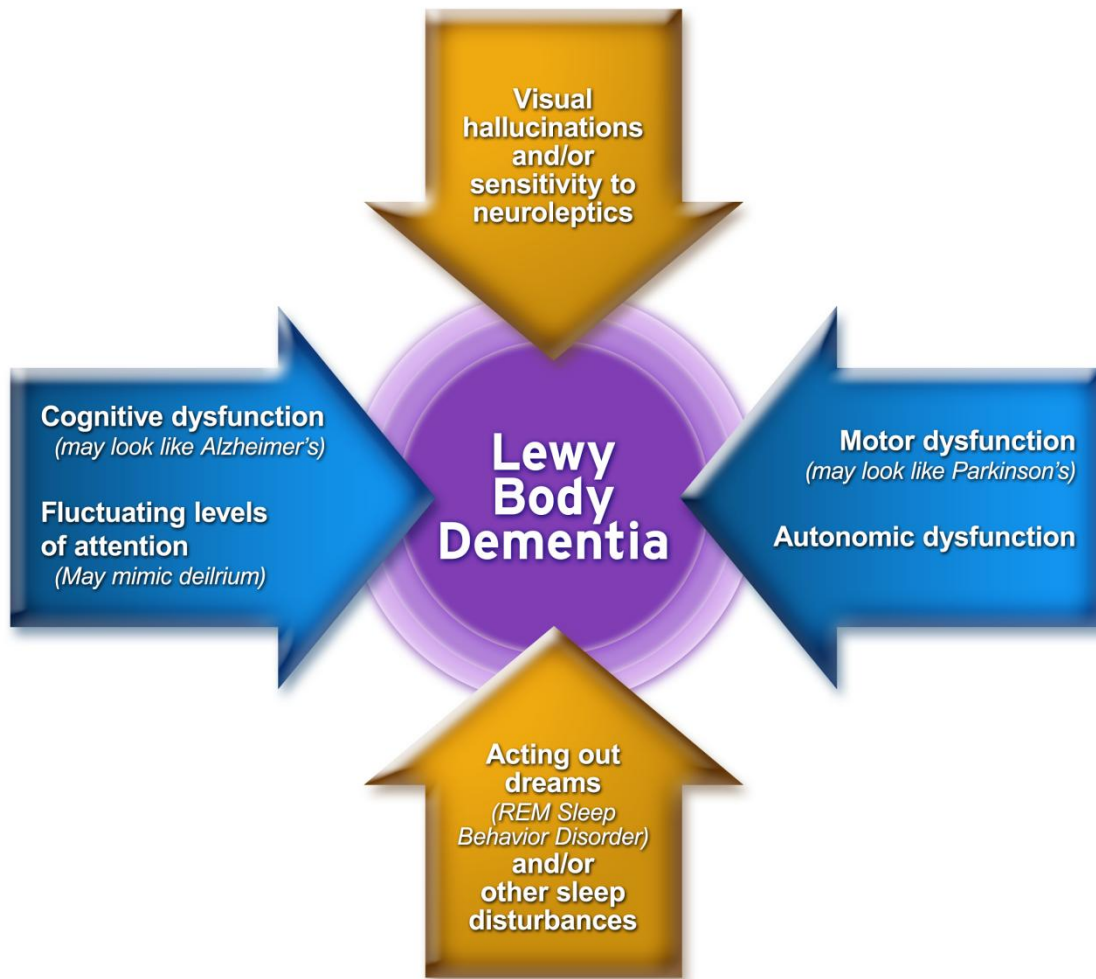 Visual
hallucinations
and/or
sensitivity to
neuroleptics
Cognitive dysfunction
(may look like Alzheimer's)
Fluctuating levels
of attention
(May mimic deilrium)
Lewy
Body
Dementia
Motor dysfunction
(may look like Parkinson's)
Autonomic dysfunction
Acting out
dreams
(REM Sleep
Behavior Disorder)
and/or
other sleep
disturbances